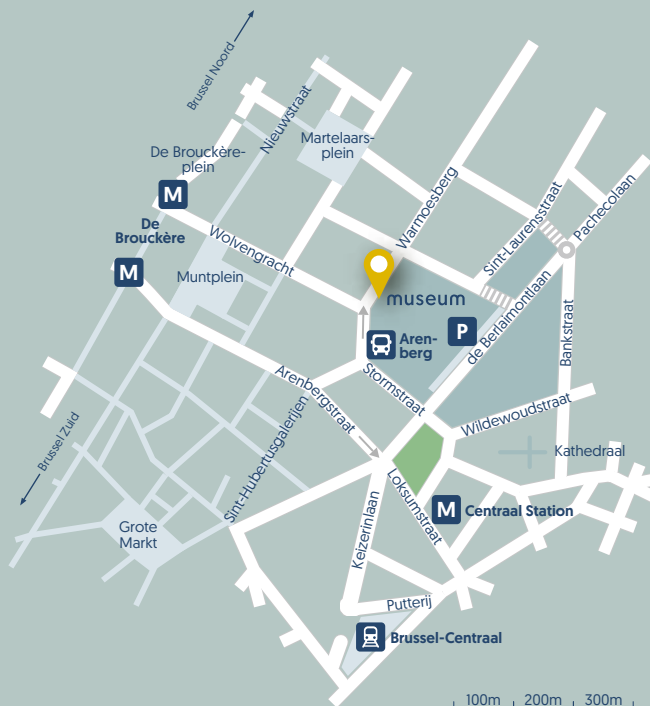 Brussel Noord
Nieuwstraat
Martelaars-
plein
De Brouckère-
plein
M
De
Brouckère
M
Wolvengracht
Muntplein
Warmoesberg
Sint-Laurensstraat
Pachecolaan
museum
P
Aren-
berg
de Berlaimontlaan
Bankstraat
Stormstraat
Arenbergstraat
Wildewoudstraat
Sint-Hubertusgalerijen
Brussel Zuid
Kathedraal
Loksumstraat
M
Centraal Station
Grote
Markt
Keizerinlaan
Putterij
Brussel-Centraal
100m
200m
300m